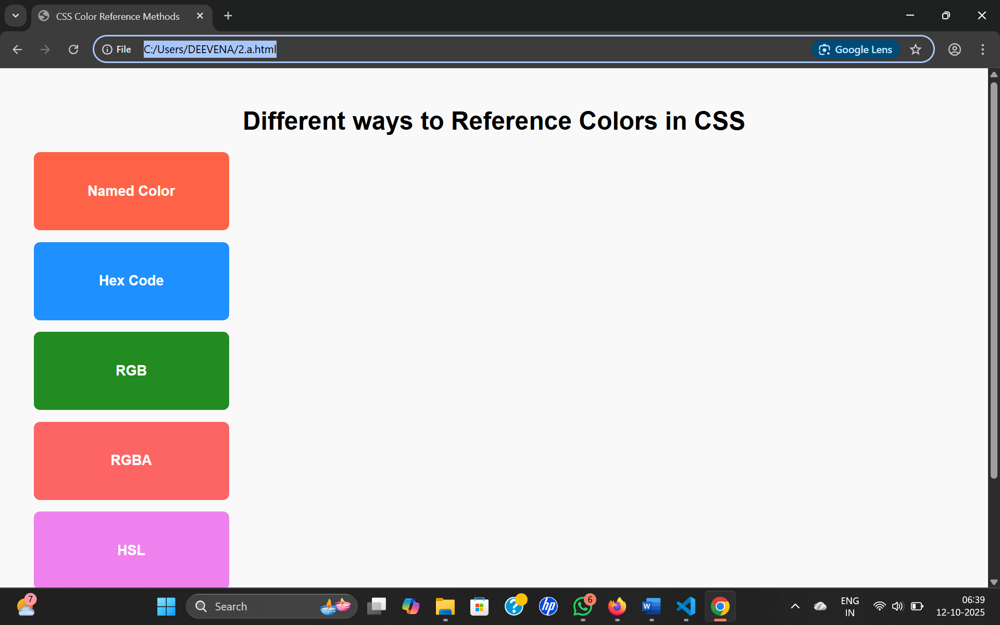 CSS Color Reference Methods
File
C:/Users/DEEVENA/2.a.html
Google Lens
Different ways to Reference Colors in CSS
Named Color
Hex Code
RGB
RGBA
HSL
7
Search
?
hp
6
W
ENG
IN
06:39
12-10-2025